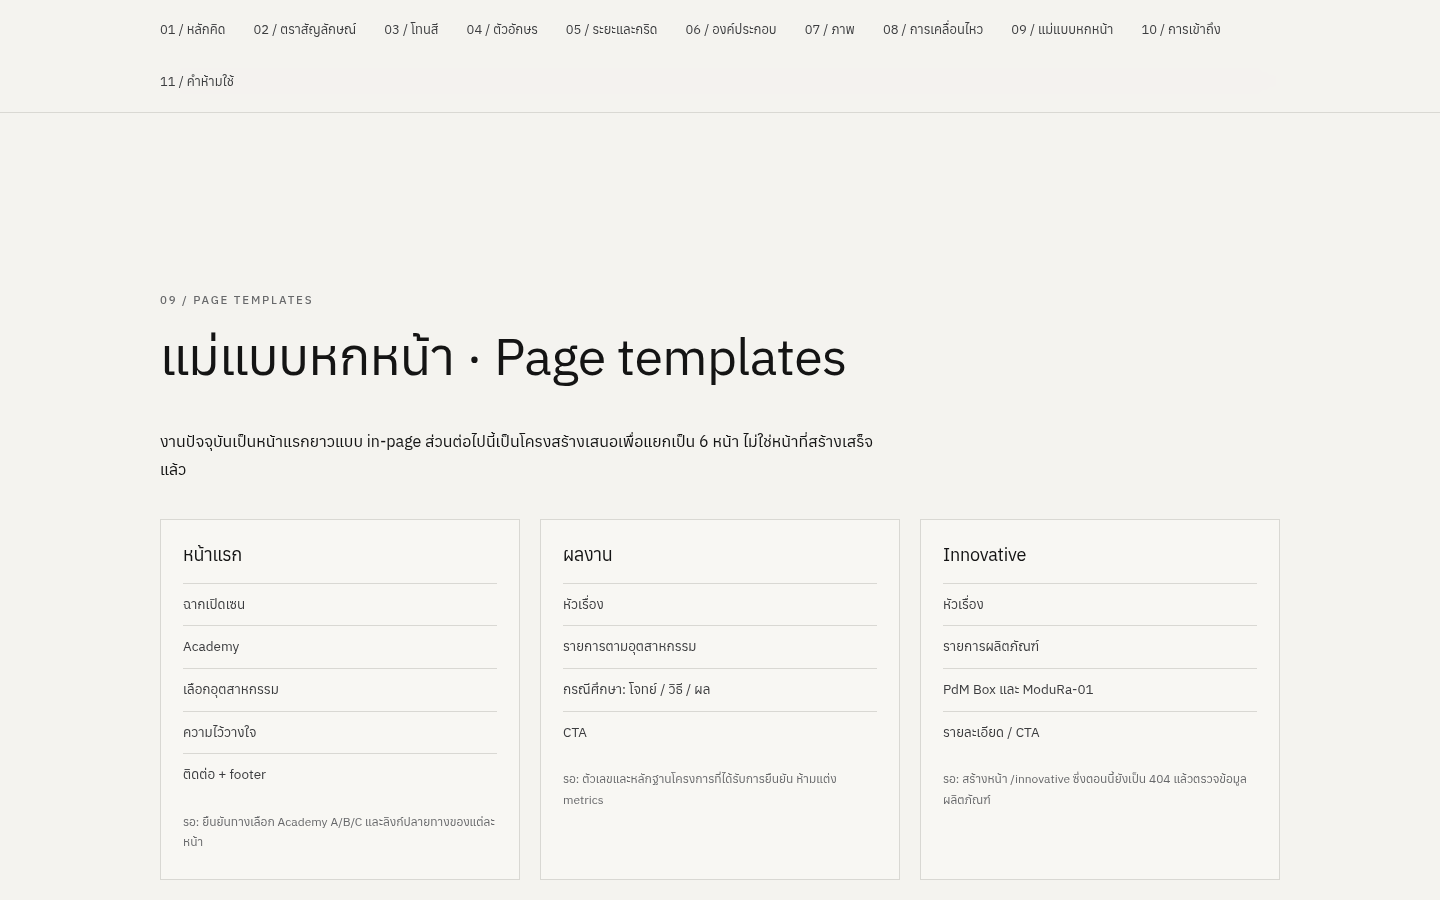 01 / หลักคิด 02 / ตราสัญลักษณ์ 03 / โทนสี 04 / ตัวอักษร 05 / ระยะและกริด 06 / องค์ประกอบ 07 / ภาพ 08 / การเคลื่อนไหว 09 / แม่แบบหกหน้า 10 / การเข้าถึง
11 / คำห้ามใช้
09 / PAGE TEMPLATES
แม่แบบหกหน้า · Page templates
งานปัจจุบันเป็นหน้าแรกยาวแบบ in-page ส่วนต่อไปนี้เป็นโครงสร้างเสนอเพื่อแยกเป็น 6 หน้า ไม่ใช่หน้าที่สร้างเสร็จ
แล้ว
หน้าแรก
ฉากเปิดเซน
Academy
เลือกอุตสาหกรรม
ความไว้วางใจ
ติดต่อ + footer
รอ: ยืนยันทางเลือก Academy A/B/C และลิงก์ปลายทางของแต่ละ
หน้า
ผลงาน
หัวเรื่อง
รายการตามอุตสาหกรรม
กรณีศึกษา: โจทย์ / วิธี / ผล
CTA
รอ: ตัวเลขและหลักฐานโครงการที่ได้รับการยืนยัน ห้ามแต่ง
metrics
Innovative
หัวเรื่อง
รายการผลิตภัณฑ์
PdM Box และ ModuRa-01
รายละเอียด / CTA
รอ: สร้างหน้า /innovative ซึ่งตอนนี้ยังเป็น 404 แล้วตรวจข้อมูล
ผลิตภัณฑ์